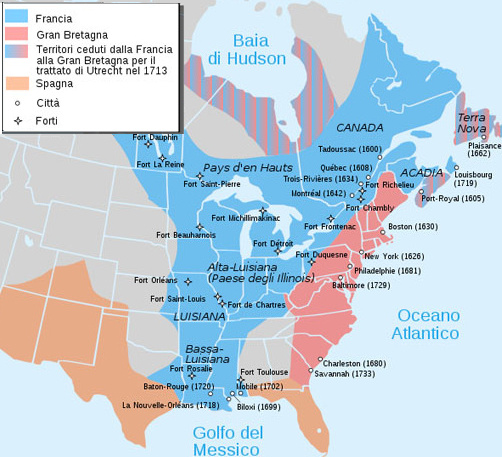 Francia
Gran Bretagna
Territori ceduti dalla Francia
alla Gran Bretagna per il
trattato di Utrecht nel 1713
Spagna
Città
Forti
Baia
di Hudson
Terra
Nova
CANADA
Plaisance
(1662)
Tadoussac (1600)
Fort Dauphin
Fort La Reine
Pays d'en Hauts
Québec (1608)
ACADIA
Louisbourg
(1719)
Trois-Rivières (1634)
Fort Richelieu
Fort Saint-Pierre
Montréal (1642)
Port-Royal (1605)
Fort Chambly
Fort Michillimakinac
Fort Frontenac
Fort Beauharnois
Boston (1630)
Fort Détroit
Fort Duquesne
New York (1626)
Alta-Luisiana
(Paese degli Illinois)
Philadelphie (1681)
Fort Orléans
Baltimore (1729)
Fort Saint-Louis
Fort de Chartres
LUISIANA
Oceano
Atlantico
Bassa-
Luisiana
Charleston (1680)
Fort Rosalie
Fort Toulouse
Savannah (1733)
Baton-Rouge (1720)
Mobile (1702)
La Nouvelle-Orléans (1718)
Biloxi (1699)
Golfo del
Messico